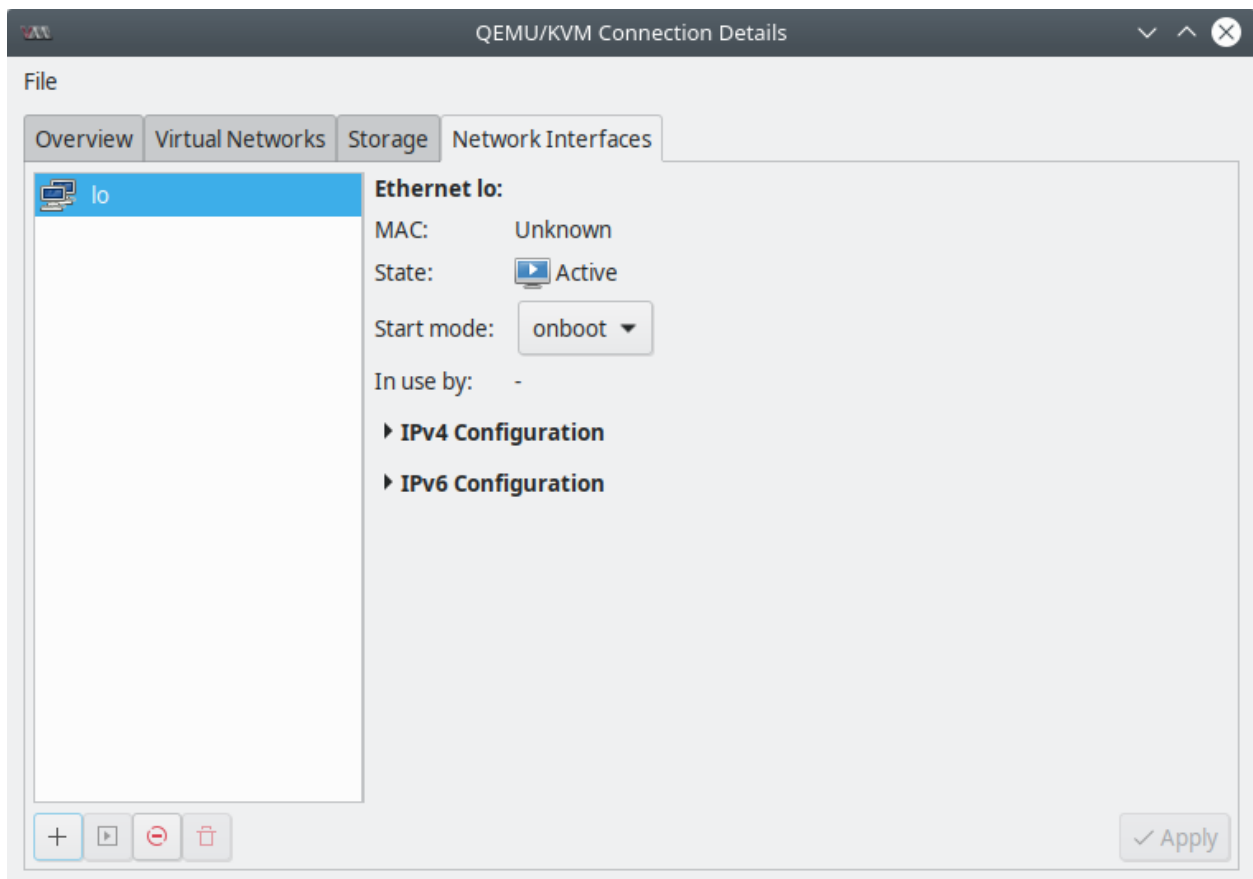 QEMU/KVM Connection Details
File
Overview Virtual Networks Storage Network Interfaces
lo
Ethernet lo:
MAC: Unknown
State: Active
Start mode: onboot
In use by: -
IPv4 Configuration
IPv6 Configuration
Apply